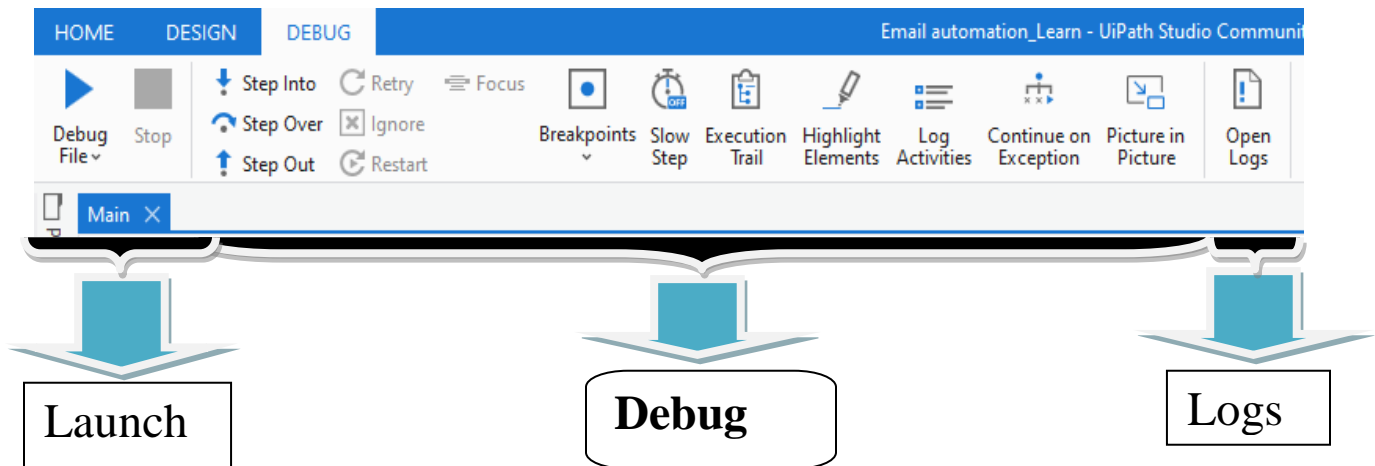 HOME DESIGN DEBUG Email automation_Learn - UiPath Studio Communit
Step Into Retry Focus
Step Over Ignore
Step Out Restart
Debug File
Stop
Breakpoints
Slow Step
Execution Trail
Highlight Elements
Log Activities
Continue on Exception
Picture in Picture
Open Logs
OFF
Main
P
Launch
Debug
Logs